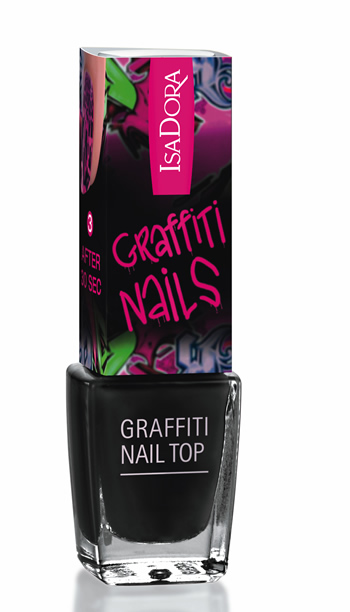 IsaDora
Graffiti
Nails
3
AFTER
30 SEC
GRAFFITI
NAIL TOP